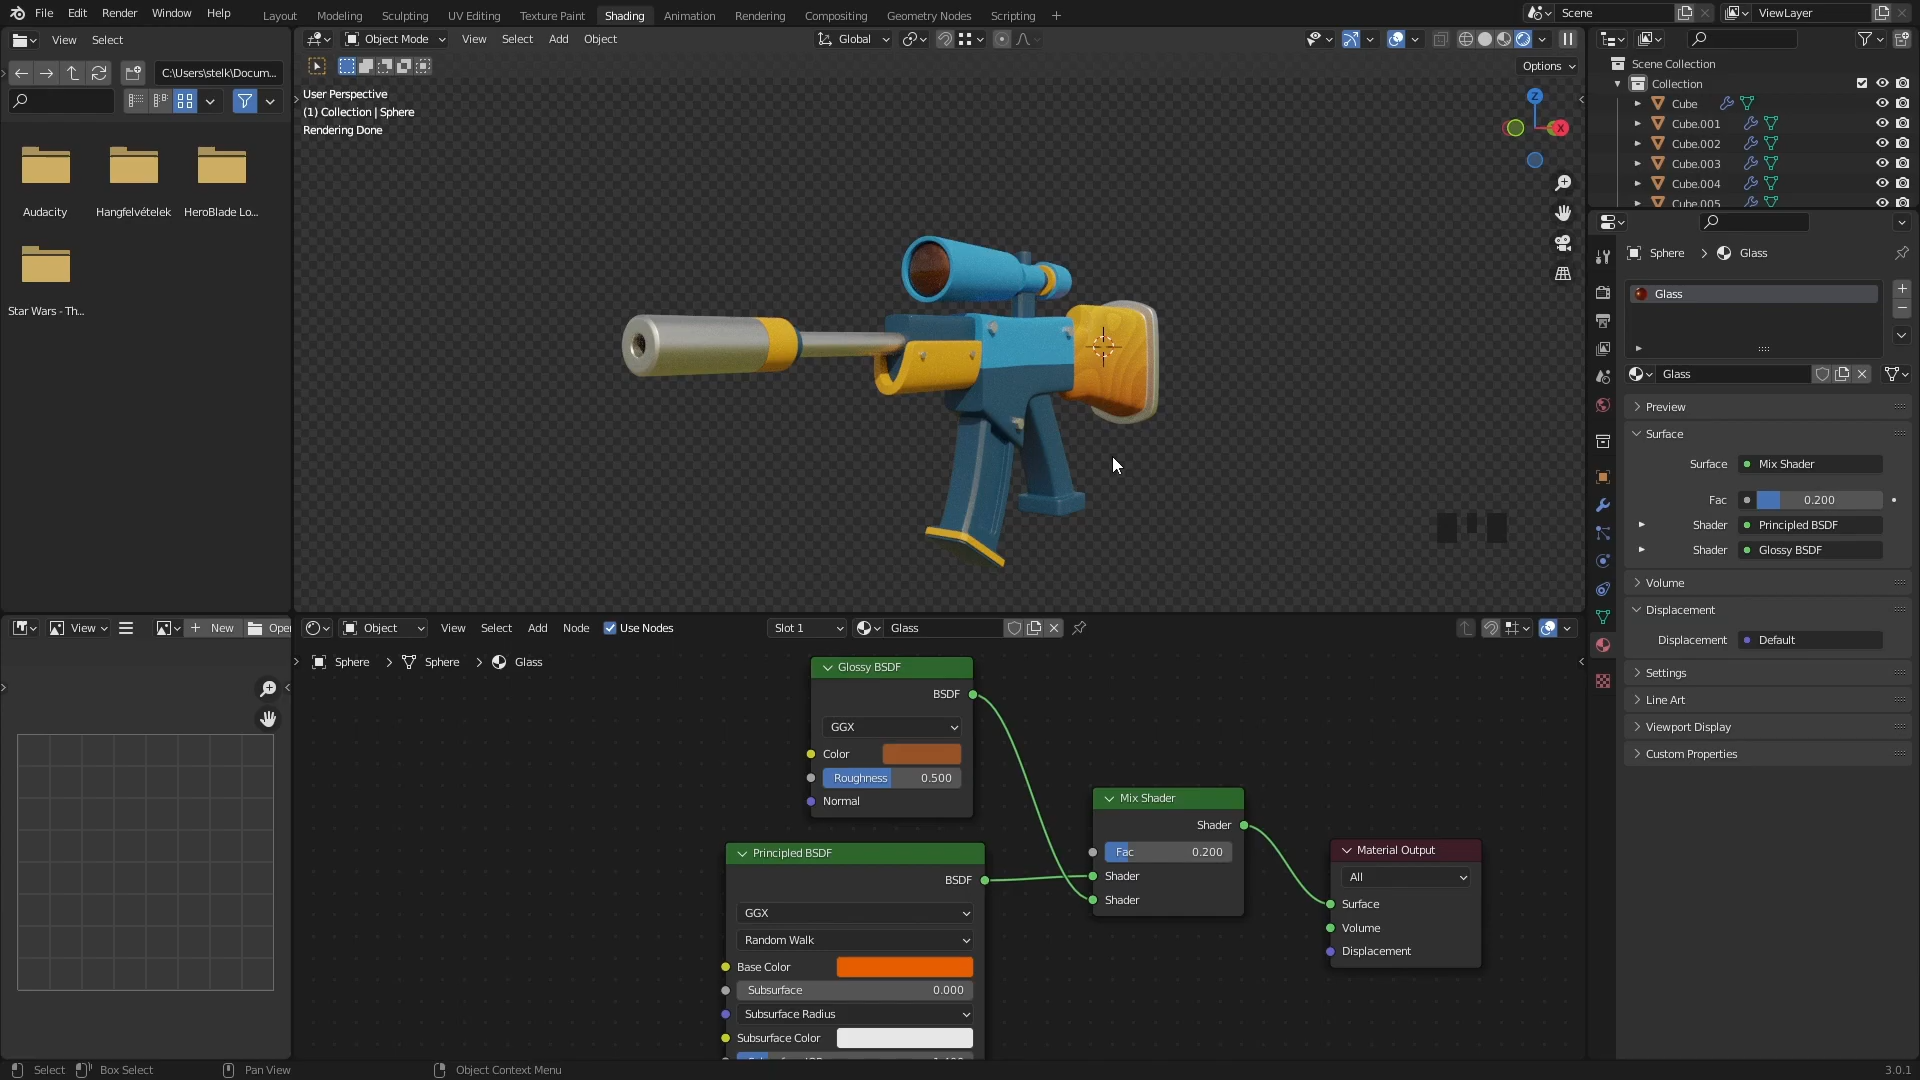 File Edit Render Window Help
Layout Modeling Sculpting UV Editing Texture Paint Shading Animation Rendering Compositing Geometry Nodes Scripting +
Scene ViewLayer
View Select
Object Mode View Select Add Object
Global
C:\Users\stelk\Docum...
Options
User Perspective
(1) Collection | Sphere
Rendering Done
Z
X
Audacity Hangfelvételek HeroBlade Lo...
Star Wars - Th...
Scene Collection
Collection
Cube
Cube.001
Cube.002
Cube.003
Cube.004
Cube.005
Sphere > Glass
Glass
Glass
Preview
Surface
Surface Mix Shader
Fac 0.200
Shader Principled BSDF
Shader Glossy BSDF
Volume
Displacement
Displacement Default
Settings
Line Art
Viewport Display
Custom Properties
View + New
Object View Select Add Node Use Nodes Slot 1 Glass
Sphere > Sphere > Glass
Glossy BSDF
BSDF
GGX
Color
Roughness 0.500
Normal
Principled BSDF
BSDF
GGX
Random Walk
Base Color
Subsurface 0.000
Subsurface Radius
Subsurface Color
Mix Shader
Shader
Fac 0.200
Shader
Shader
Material Output
All
Surface
Volume
Displacement
Select Box Select Pan View Object Context Menu 3.0.1